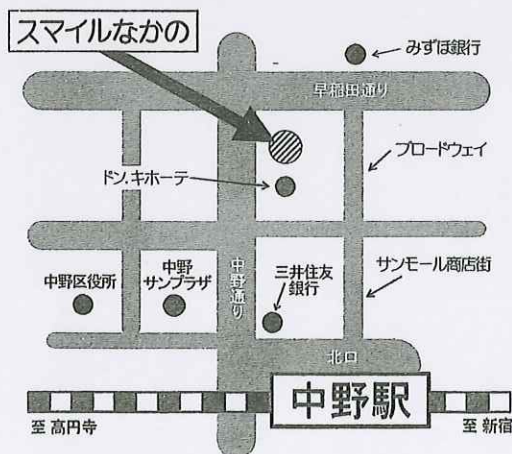 スマイルなかの
みずほ銀行
早稲田通り
ブロードウェイ
ドン.キホーテ
中野通り
中野区役所
中野
サンプラザ
三井住友
銀行
サンモール商店街
北口
中野駅
至 高円寺
至 新宿